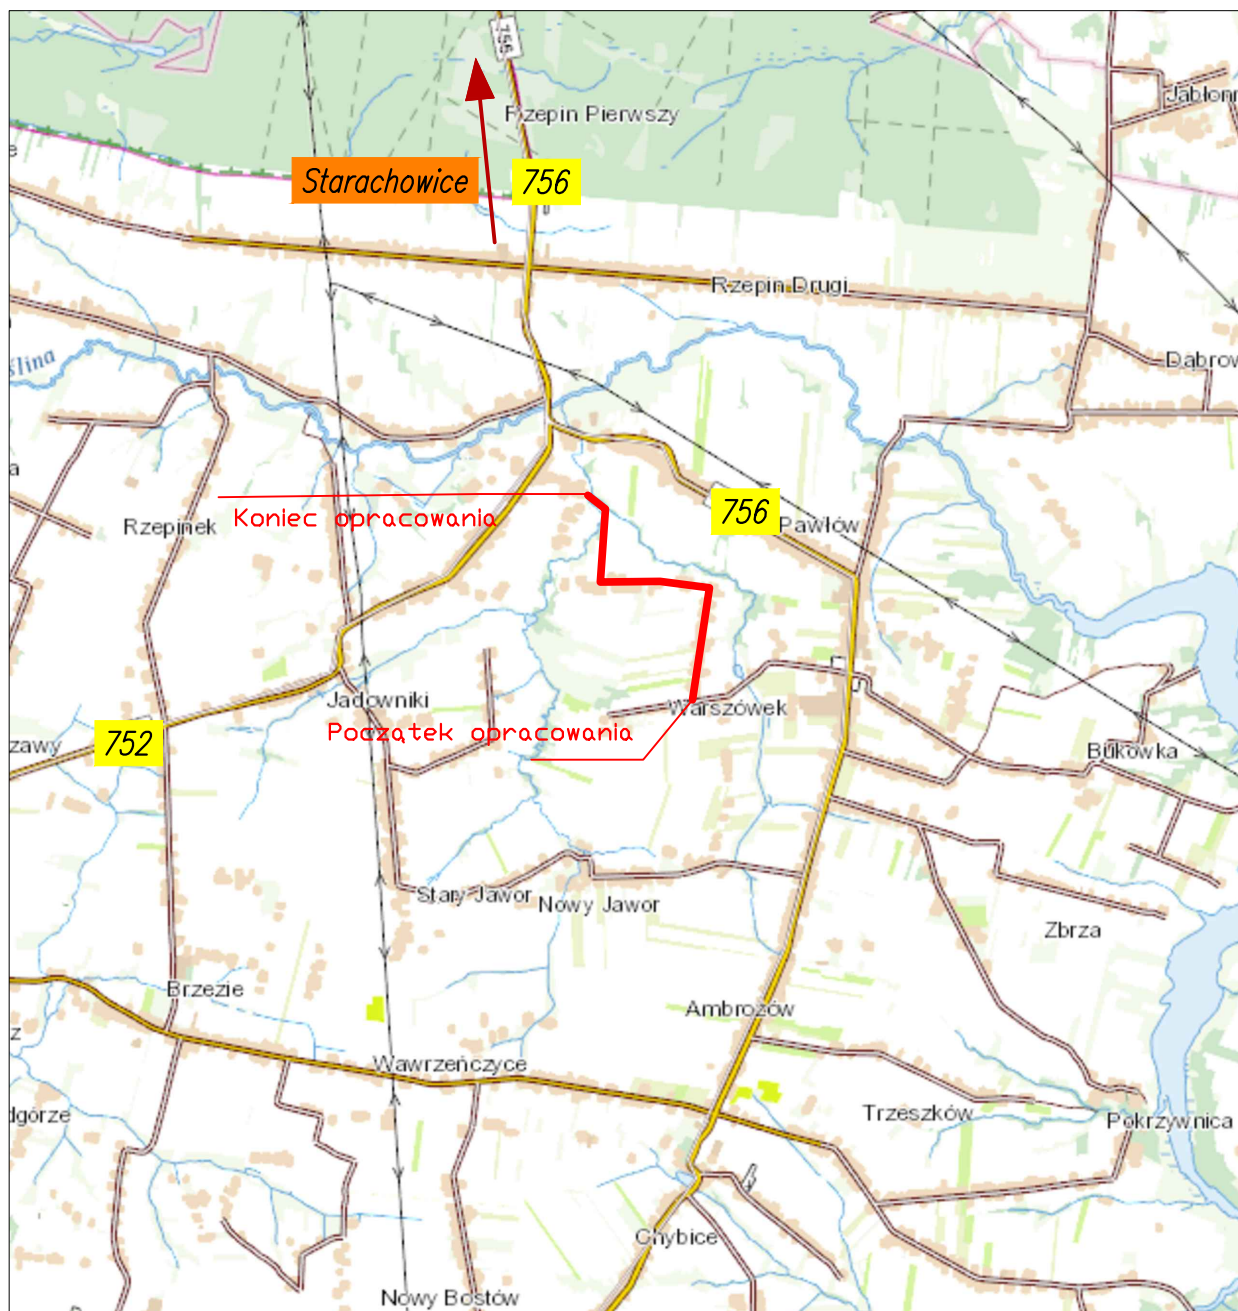 756
Rzepin Pierwszy
Jabłonn
e
Starachowice
756
Rzepin Drugi
ślina
Dąbrow
a
Koniec opracowania
Rzepinek
756
Pawłów
Jadowniki
Warszówek
Początek opracowania
752
zawy
Bukówka
Stary Jawor
Nowy Jawor
Zbrza
Brzezie
Ambrożów
z
Wawrzeńczyce
dgórze
Trzeszków
Pokrzywnica
Chybice
Nowy Bostów